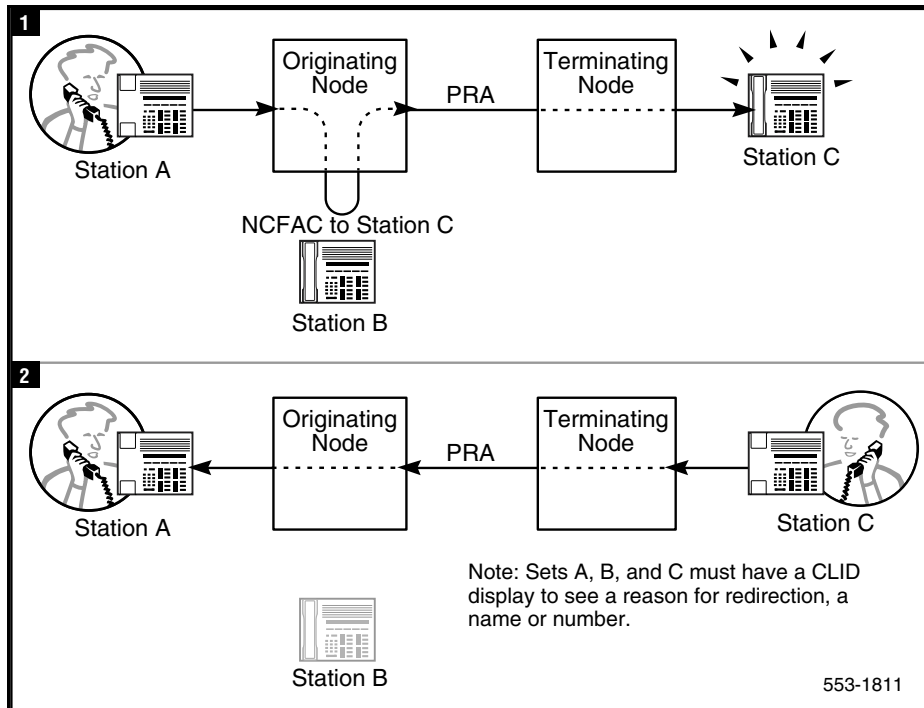 1
Originating
Node
PRA
Terminating
Node
Station A
Station C
NCFAC to Station C
Station B
2
Originating
Node
PRA
Terminating
Node
Station A
Station C
Note: Sets A, B, and C must have a CLID
display to see a reason for redirection, a
name or number.
Station B
553-1811